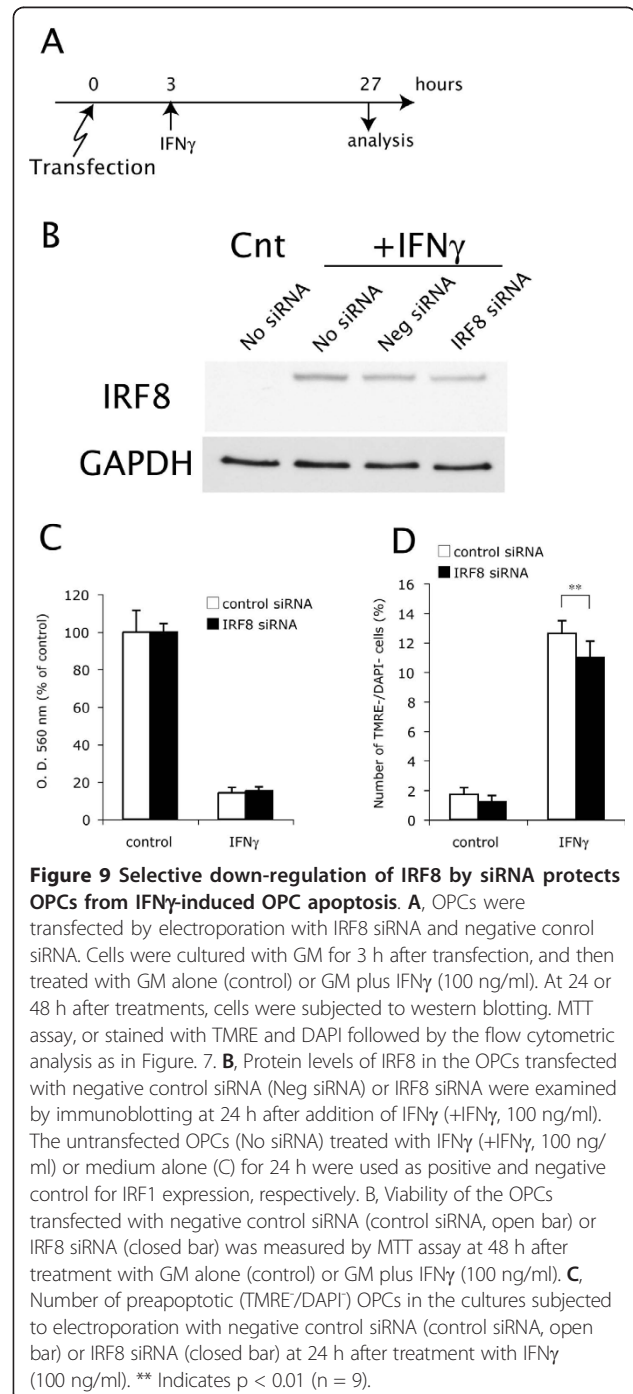 A
0 3 27 hours
IFNγ analysis
Transfection
B
Cnt +IFNγ
No siRNA No siRNA Neg siRNA IRF8 siRNA
IRF8
GAPDH
C
control siRNA
IRF8 siRNA
O. D. 560 nm (% of control)
120
100
80
60
40
20
0
control IFNγ
D
control siRNA
IRF8 siRNA
**
Number of TMRE-/DAPI- cells (%)
16
14
12
10
8
6
4
2
0
control IFNγ
Figure 9 Selective down-regulation of IRF8 by siRNA protects
OPCs from IFNγ-induced OPC apoptosis. A, OPCs were
transfected by electroporation with IRF8 siRNA and negative conrol
siRNA. Cells were cultured with GM for 3 h after transfection, and then
treated with GM alone (control) or GM plus IFNγ (100 ng/ml). At 24 or
48 h after treatments, cells were subjected to western blotting. MTT
assay, or stained with TMRE and DAPI followed by the flow cytometric
analysis as in Figure. 7. B, Protein levels of IRF8 in the OPCs transfected
with negative control siRNA (Neg siRNA) or IRF8 siRNA were examined
by immunoblotting at 24 h after addition of IFNγ (+IFNγ, 100 ng/ml).
The untransfected OPCs (No siRNA) treated with IFNγ (+IFNγ, 100 ng/
ml) or medium alone (C) for 24 h were used as positive and negative
control for IRF1 expression, respectively. B, Viability of the OPCs
transfected with negative control siRNA (control siRNA, open bar) or
IRF8 siRNA (closed bar) was measured by MTT assay at 48 h after
treatment with GM alone (control) or GM plus IFNγ (100 ng/ml). C,
Number of preapoptotic (TMRE⁻/DAPI⁻) OPCs in the cultures subjected
to electroporation with negative control siRNA (control siRNA, open
bar) or IRF8 siRNA (closed bar) at 24 h after treatment with IFNγ
(100 ng/ml). ** Indicates p < 0.01 (n = 9).